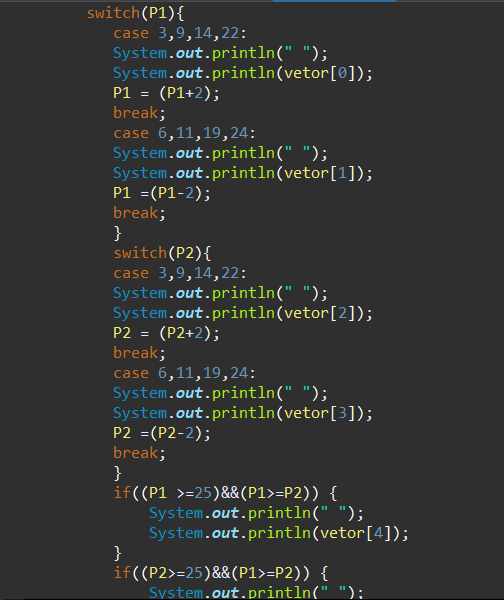 switch(P1){
case 3,9,14,22:
System.out.println(" ");
System.out.println(vetor[0]);
P1 = (P1+2);
break;
case 6,11,19,24:
System.out.println(" ");
System.out.println(vetor[1]);
P1 =(P1-2);
break;
}
switch(P2){
case 3,9,14,22:
System.out.println(" ");
System.out.println(vetor[2]);
P2 = (P2+2);
break;
case 6,11,19,24:
System.out.println(" ");
System.out.println(vetor[3]);
P2 =(P2-2);
break;
}
if((P1 >=25)&&(P1>=P2)) {
System.out.println(" ");
System.out.println(vetor[4]);
}
if((P2>=25)&&(P1>=P2)) {
System.out.println(" ");